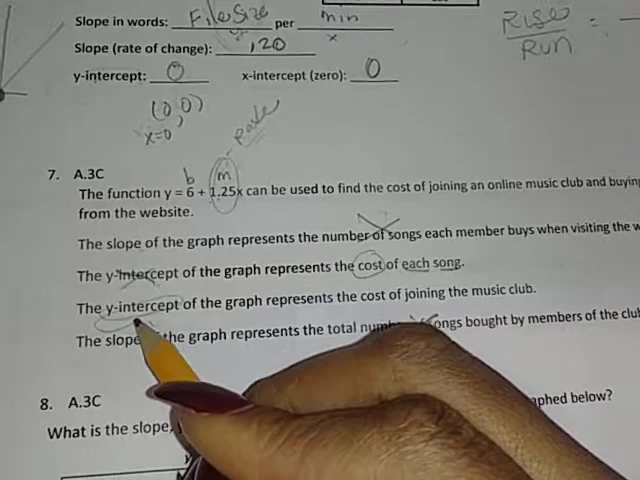 Slope in words: File Size per min
y x
Slope (rate of change): .120
Rise
Run =
y-intercept: 0 x-intercept (zero): 0
(0,0)
x=0
rate
7. A.3C
b m
The function y = 6 + 1.25x can be used to find the cost of joining an online music club and buying
from the website.
The slope of the graph represents the number of songs each member buys when visiting the
The y-intercept of the graph represents the cost of each song.
The y-intercept of the graph represents the cost of joining the music club.
The slope the graph represents the total songs bought by members of the
8. A.3C
What is the slope, graphed below?